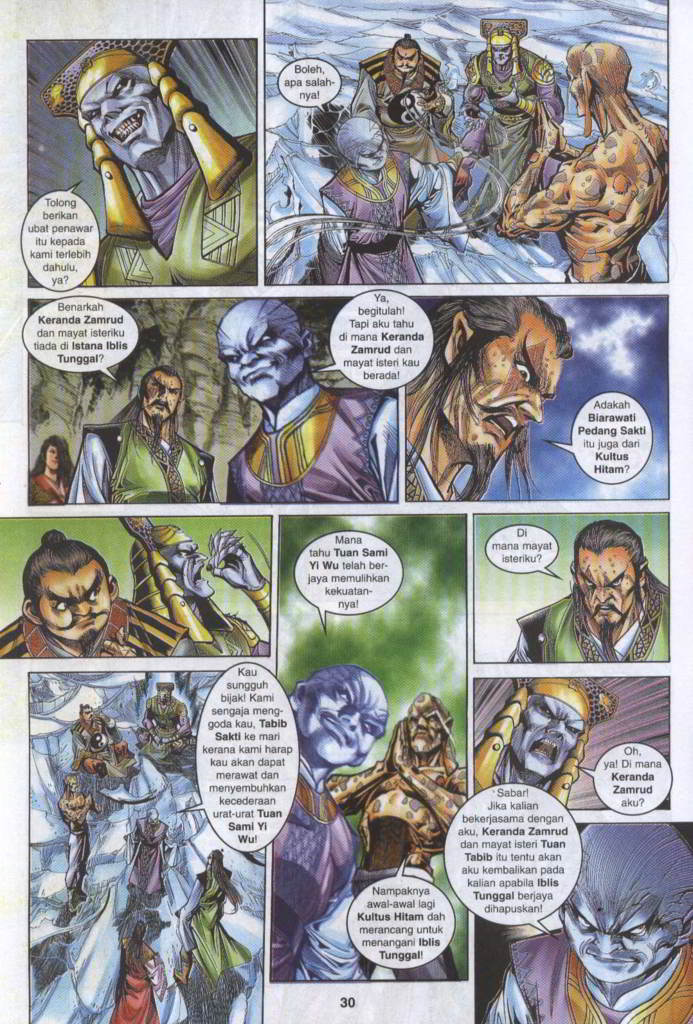 Tolong
berikan
ubat penawar
itu kepada
kami terlebih
dahulu,
ya?
Boleh,
apa salah-
nya!
Benarkah
Keranda Zamrud
dan mayat isteriku
tiada di Istana Iblis
Tunggal?
Ya,
begitulah!
Tapi aku tahu
di mana Keranda
Zamrud dan
mayat isteri kau
berada!
Adakah
Biarawati
Pedang Sakti
itu juga dari
Kultus
Hitam?
Mana
tahu Tuan Sami
Yi Wu telah ber-
jaya memulihkan
kekuatan-
nya!
Di
mana mayat
isteriku?
Kau
sungguh
bijak! Kami
sengaja meng-
goda kau, Tabib
Sakti ke mari
kerana kami harap
kau akan dapat
merawat dan
menyembuhkan
kecederaan
urat-urat Tuan
Sami Yi
Wu!
Nampaknya
awal-awal lagi
Kultus Hitam dah
merancang untuk
menangani Iblis
Tunggal!
Oh,
ya! Di mana
Keranda
Zamrud
aku?
Sabar!
Jika kalian
bekerjasama dengan
aku, Keranda Zamrud
dan mayat isteri Tuan
Tabib itu tentu akan
aku kembalikan pada
kalian apabila Iblis
Tunggal berjaya
dihapuskan!
30